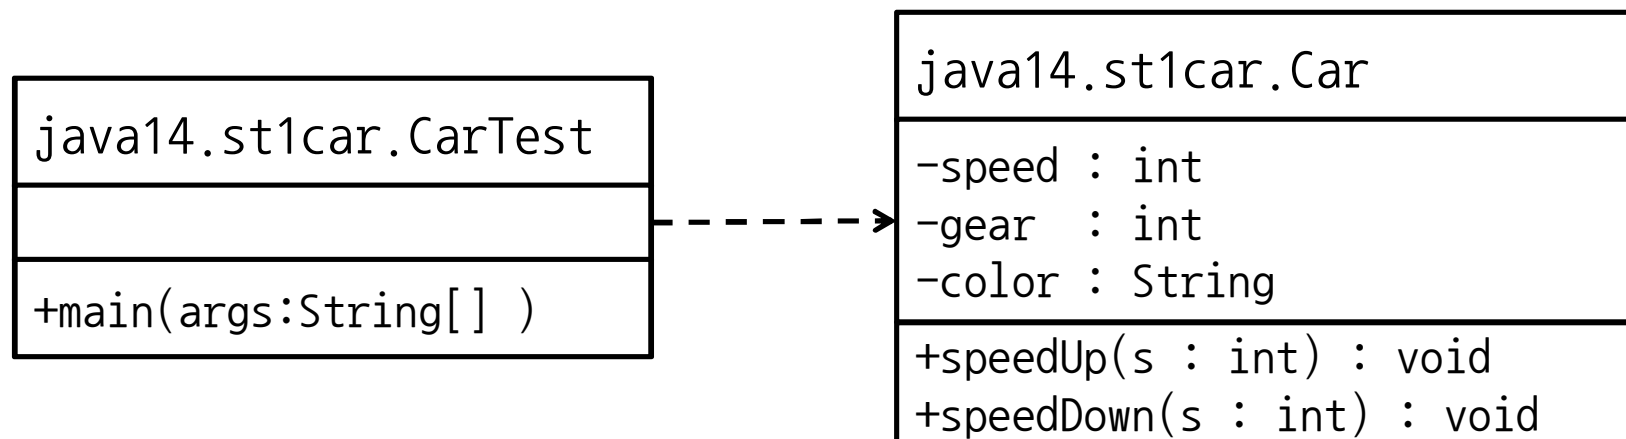 java14.st1car.CarTest
+main(args:String[] )
java14.st1car.Car
-speed : int
-gear  : int
-color : String
+speedUp(s : int) : void
+speedDown(s : int) : void